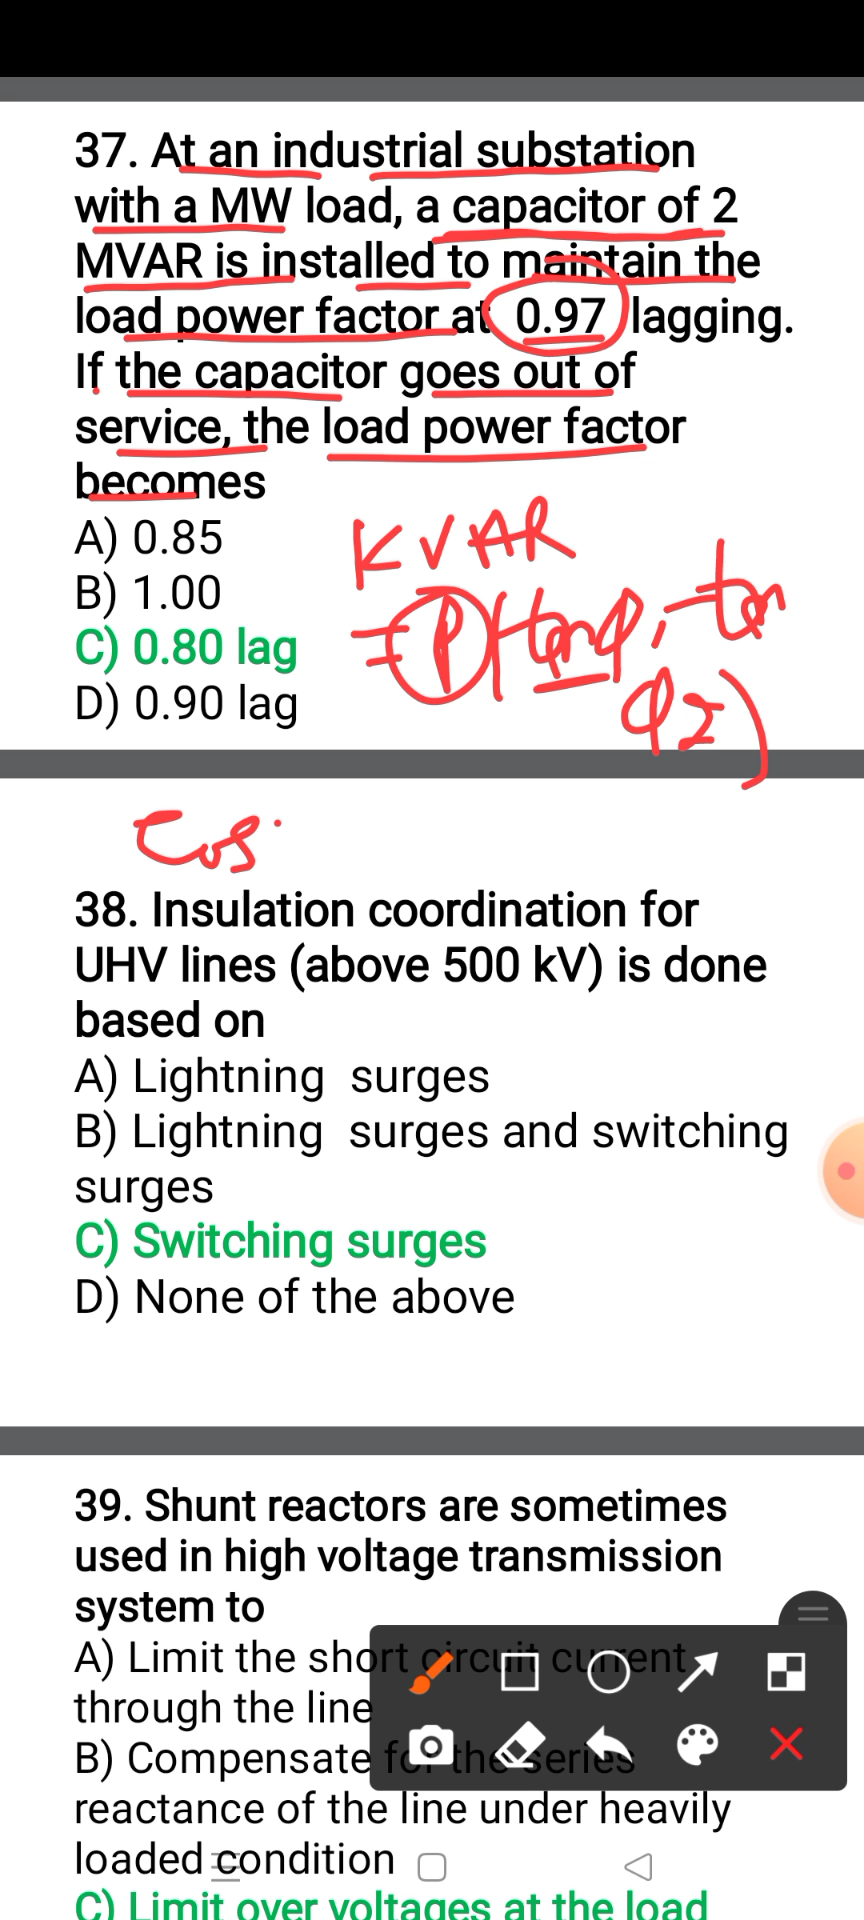 37. At an industrial substation
with a MW load, a capacitor of 2
MVAR is installed to maintain the
load power factor at 0.97 lagging.
If the capacitor goes out of
service, the load power factor
becomes
A) 0.85
B) 1.00
C) 0.80 lag
D) 0.90 lag
KVAR
= P(tanφ1 - tan
φ2)
Cos
38. Insulation coordination for
UHV lines (above 500 kV) is done
based on
A) Lightning surges
B) Lightning surges and switching
surges
C) Switching surges
D) None of the above
39. Shunt reactors are sometimes
used in high voltage transmission
system to
A) Limit the short circuit current
through the line
B) Compensate for the series
reactance of the line under heavily
loaded condition
C) Limit over voltages at the load